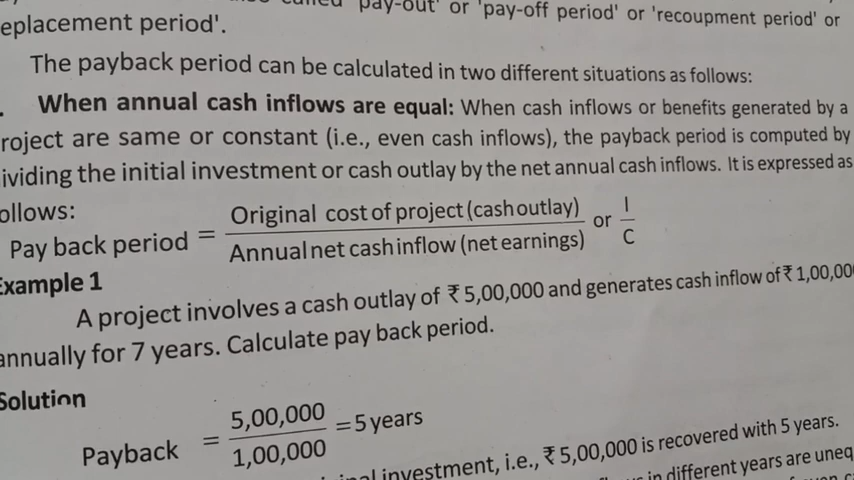 pay-out' or 'pay-off period' or 'recoupment period' or
eplacement period'.
The payback period can be calculated in two different situations as follows:
When annual cash inflows are equal: When cash inflows or benefits generated by a
roject are same or constant (i.e., even cash inflows), the payback period is computed by
ividing the initial investment or cash outlay by the net annual cash inflows. It is expressed as
ollows:
Pay back period = Original cost of project (cash outlay) / Annual net cash inflow (net earnings) or I / C
Example 1
A project involves a cash outlay of ₹ 5,00,000 and generates cash inflow of ₹ 1,00,00
annually for 7 years. Calculate pay back period.
Solution
Payback = 5,00,000 / 1,00,000 = 5 years
investment, i.e., ₹ 5,00,000 is recovered with 5 years.
in different years are uneq